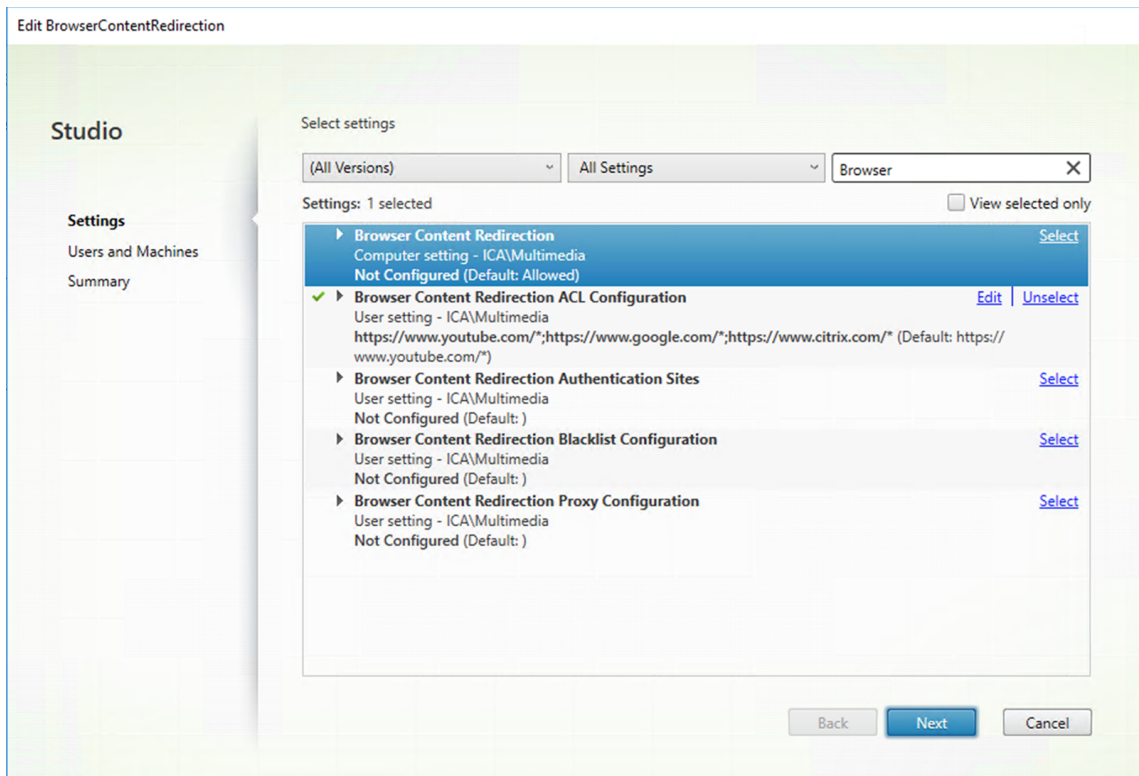 Edit BrowserContentRedirection
Studio
Settings
Users and Machines
Summary
Select settings
(All Versions)
All Settings
Browser
Settings: 1 selected
View selected only
Browser Content Redirection
Select
Computer setting - ICA\Multimedia
Not Configured (Default: Allowed)
Browser Content Redirection ACL Configuration
Edit | Unselect
User setting - ICA\Multimedia
https://www.youtube.com/*;https://www.google.com/*;https://www.citrix.com/* (Default: https://
www.youtube.com/*)
Browser Content Redirection Authentication Sites
Select
User setting - ICA\Multimedia
Not Configured (Default: )
Browser Content Redirection Blacklist Configuration
Select
User setting - ICA\Multimedia
Not Configured (Default: )
Browser Content Redirection Proxy Configuration
Select
User setting - ICA\Multimedia
Not Configured (Default: )
Back
Next
Cancel